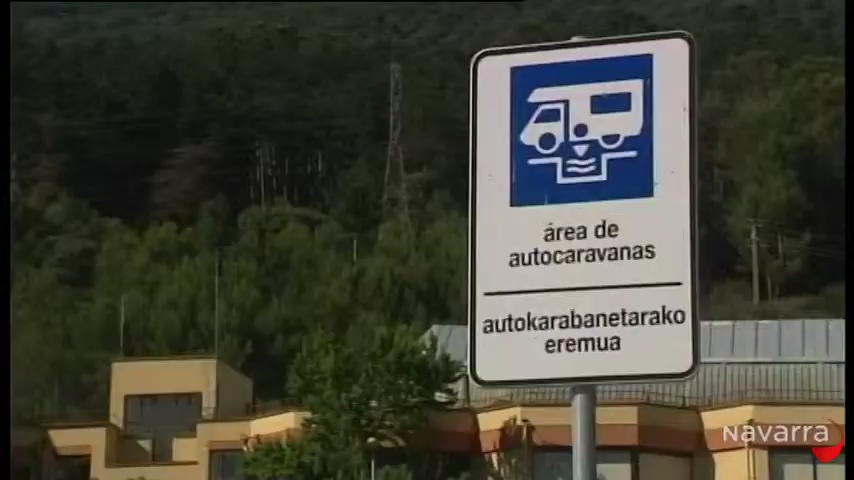 área de
autocaravanas
autokarabanetarako
eremua
Navarra